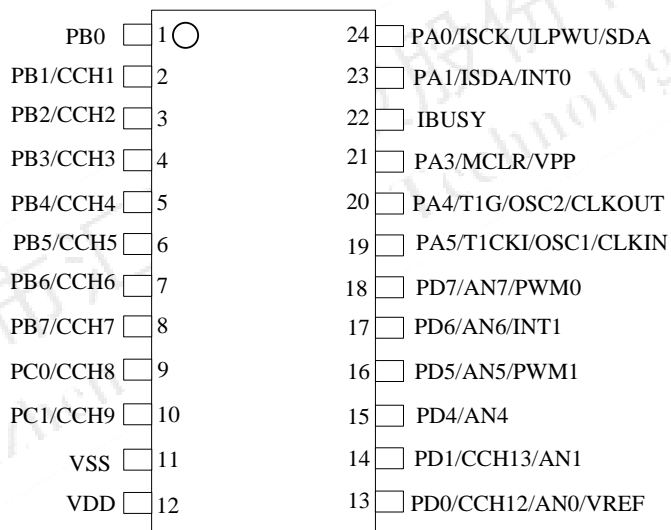 PB0 1 24 PA0/ISCK/ULPWU/SDA
PB1/CCH1 2 23 PA1/ISDA/INT0
PB2/CCH2 3 22 IBUSY
PB3/CCH3 4 21 PA3/MCLR/VPP
PB4/CCH4 5 20 PA4/T1G/OSC2/CLKOUT
PB5/CCH5 6 19 PA5/T1CKI/OSC1/CLKIN
PB6/CCH6 7 18 PD7/AN7/PWM0
PB7/CCH7 8 17 PD6/AN6/INT1
PC0/CCH8 9 16 PD5/AN5/PWM1
PC1/CCH9 10 15 PD4/AN4
VSS 11 14 PD1/CCH13/AN1
VDD 12 13 PD0/CCH12/AN0/VREF